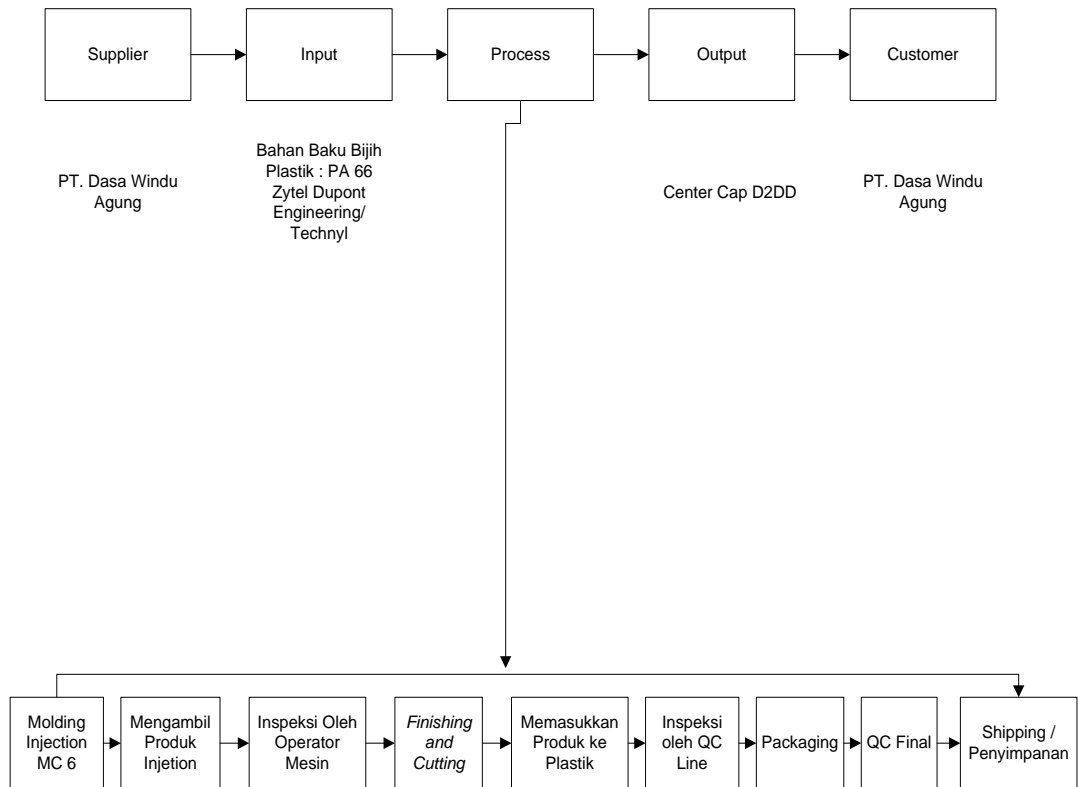 Supplier
Input
Process
Output
Customer
PT. Dasa Windu
Agung
Bahan Baku Bijih
Plastik : PA 66
Zytel Dupont
Engineering/
Technyl
Center Cap D2DD
PT. Dasa Windu
Agung
Molding
Injection
MC 6
Mengambil
Produk
Injetion
Inspeksi Oleh
Operator
Mesin
Finishing
and
Cutting
Memasukkan
Produk ke
Plastik
Inspeksi
oleh QC
Line
Packaging
QC Final
Shipping /
Penyimpanan